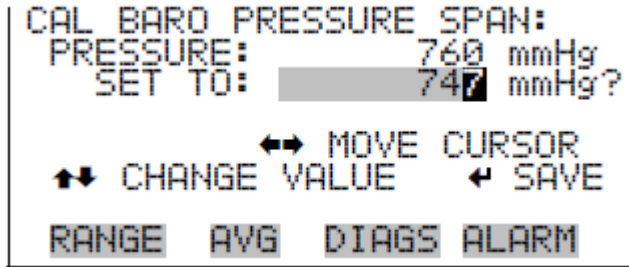 CAL BARO PRESSURE SPAN:
PRESSURE: 760 mmHg
SET TO: 747 mmHg?
⬅➡ MOVE CURSOR
⬆⬇ CHANGE VALUE ↵ SAVE
RANGE AVG DIAGS ALARM